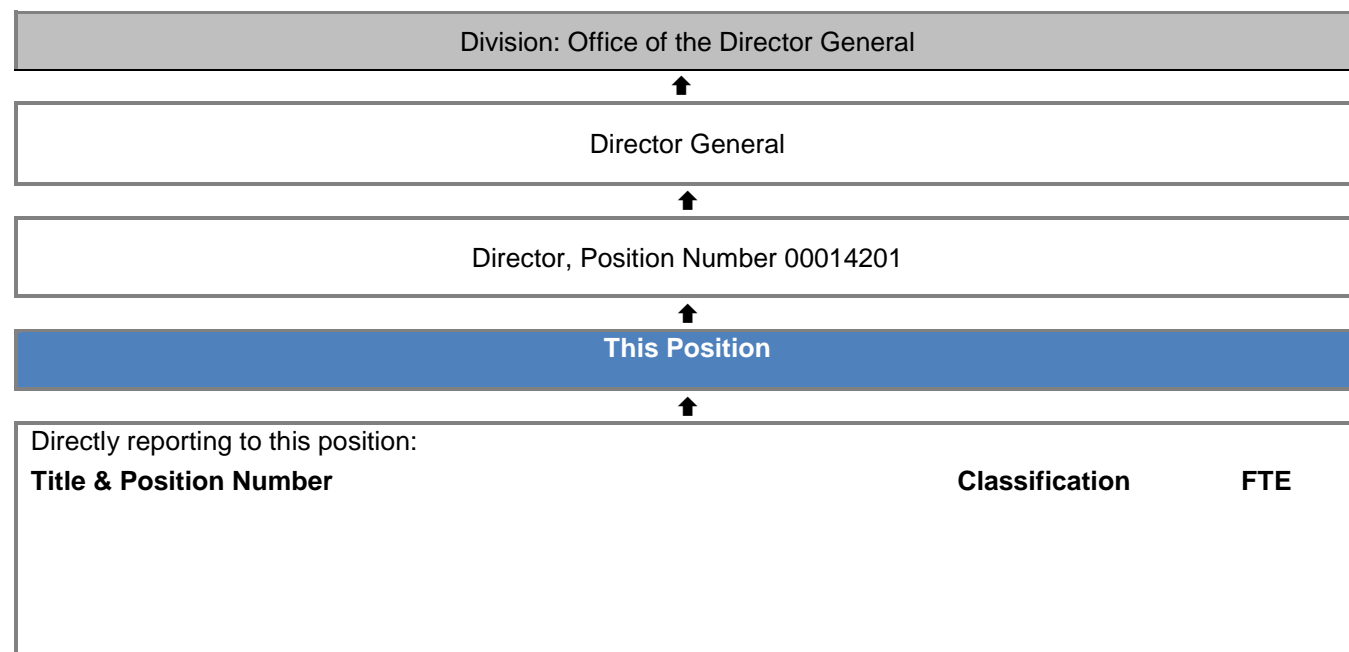 Division: Office of the Director General
Director General
Director, Position Number 00014201
This Position
Directly reporting to this position:
Title & Position Number Classification FTE